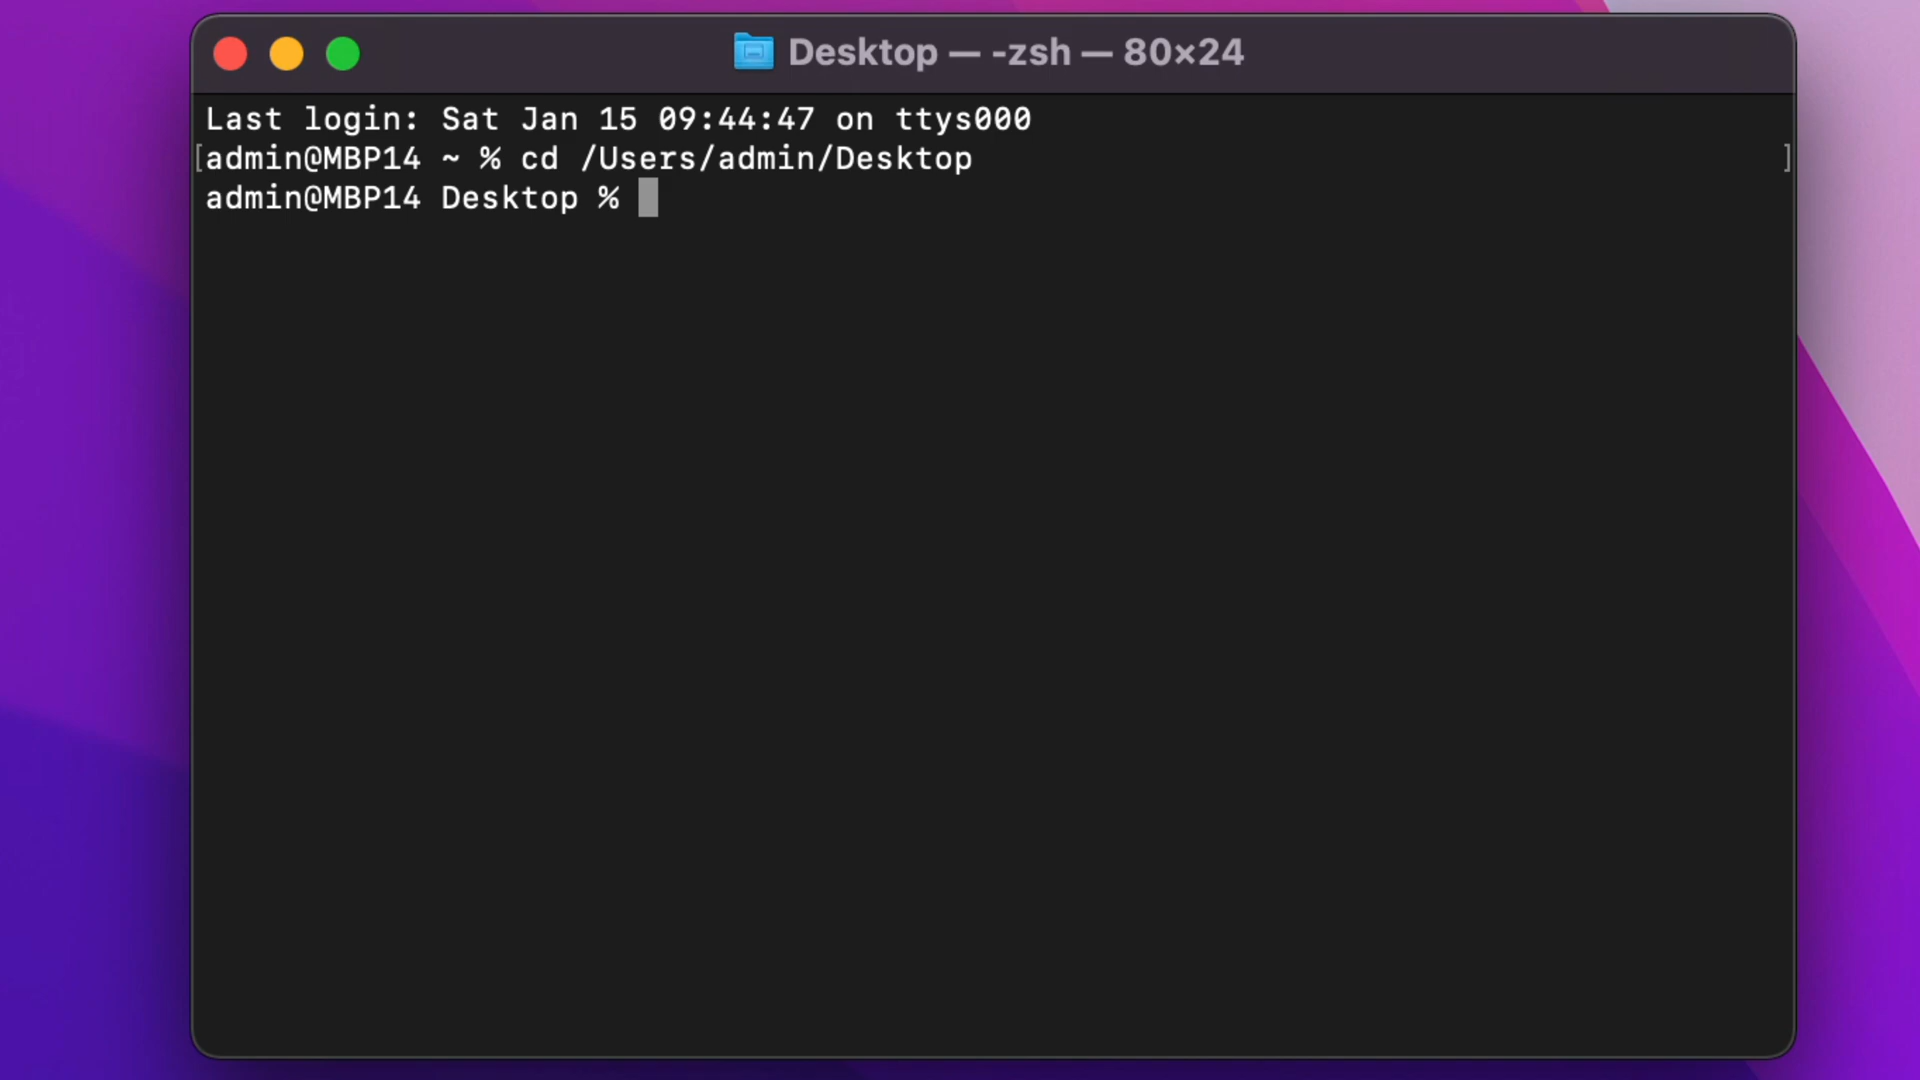 Desktop — -zsh — 80×24
Last login: Sat Jan 15 09:44:47 on ttys000
[admin@MBP14 ~ % cd /Users/admin/Desktop ]
admin@MBP14 Desktop %